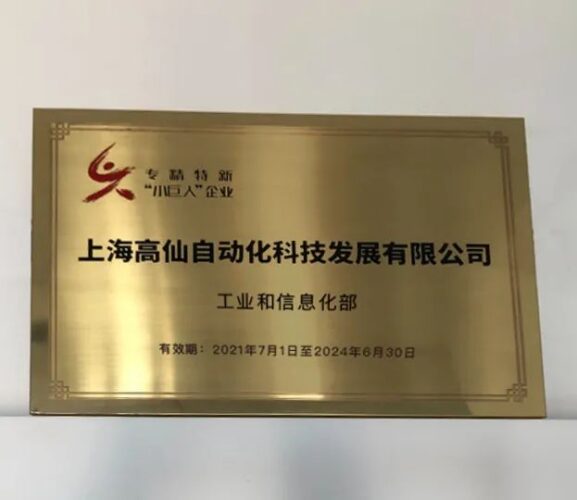 专精特新
“小巨人”企业
上海高仙自动化科技发展有限公司
工业和信息化部
有效期：2021年7月1日至2024年6月30日